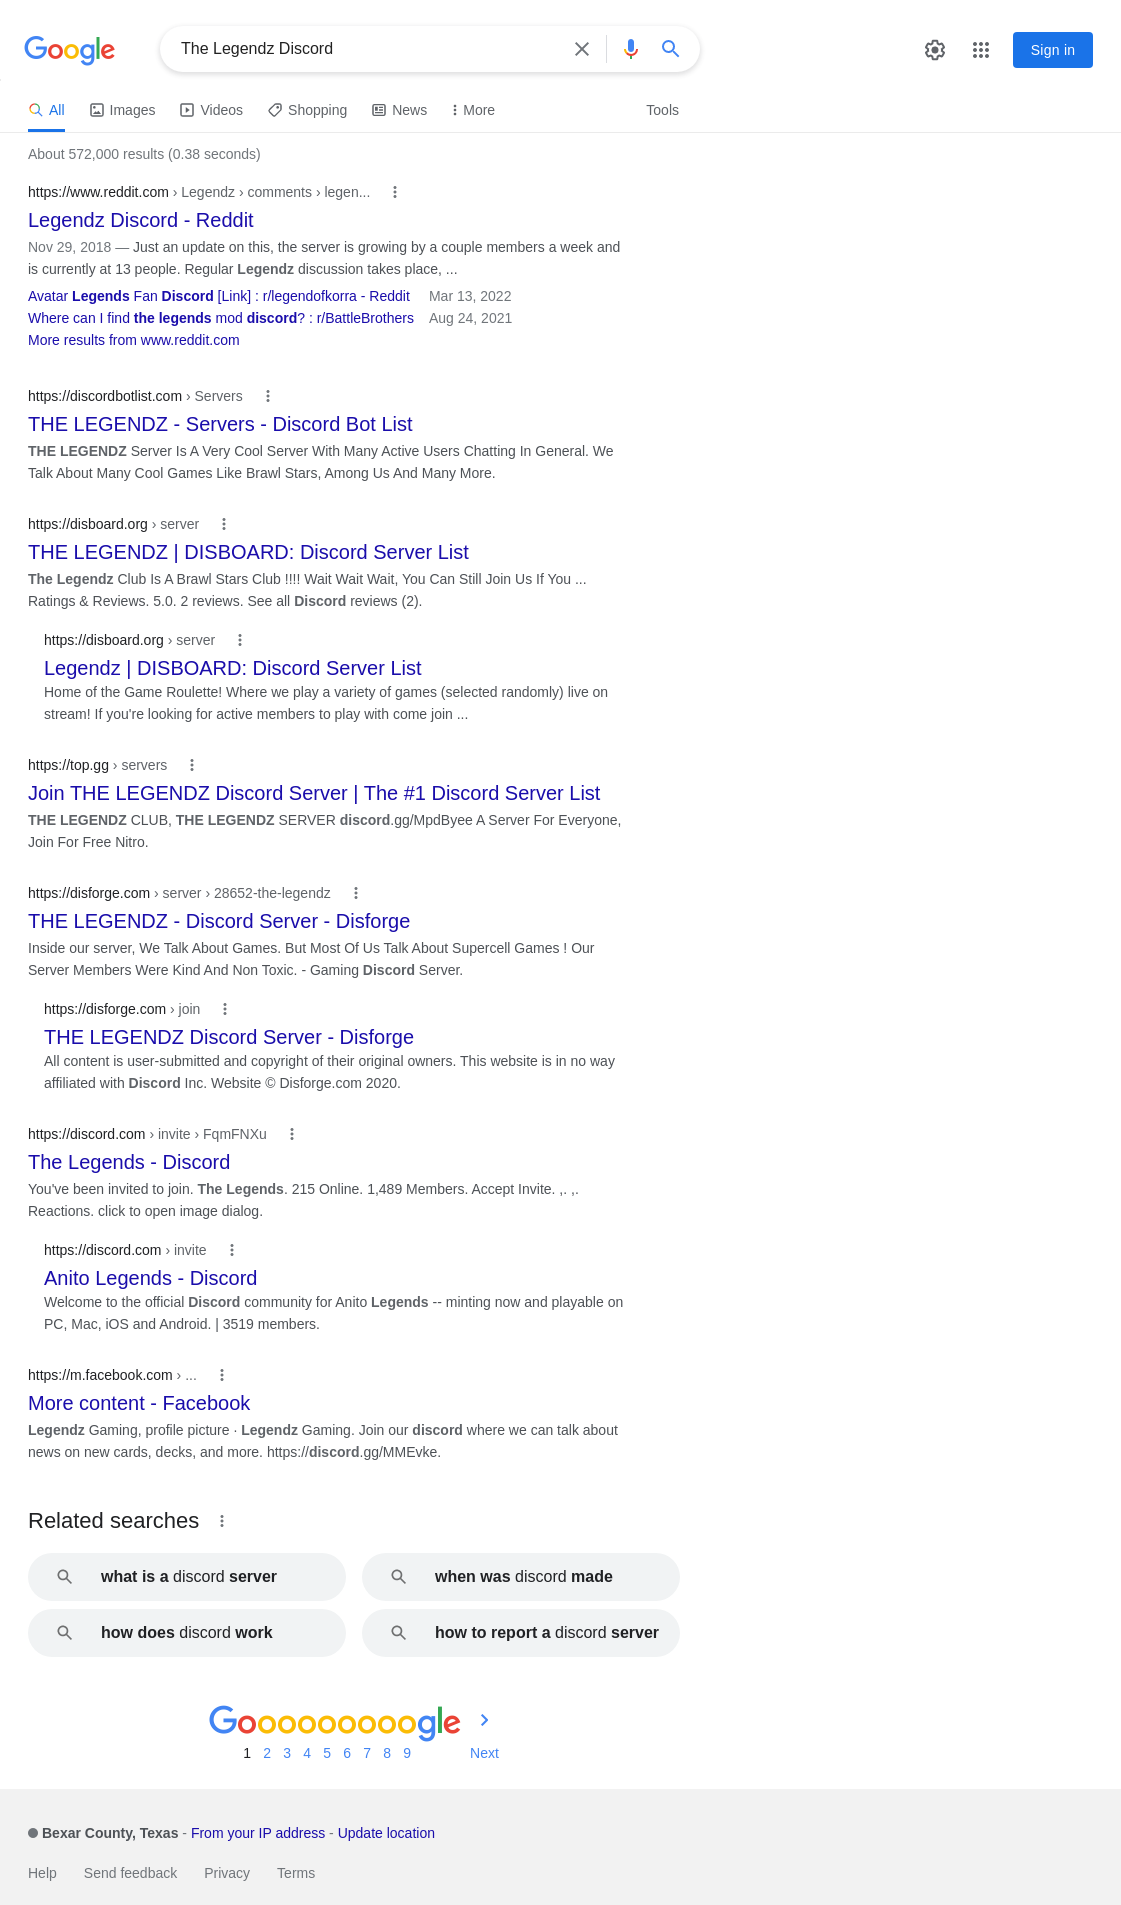 Google
The Legendz Discord
Sign in
All Images Videos Shopping News More Tools
About 572,000 results (0.38 seconds)
https://www.reddit.com › Legendz › comments › legen...
Legendz Discord - Reddit
Nov 29, 2018 — Just an update on this, the server is growing by a couple members a week and
is currently at 13 people. Regular Legendz discussion takes place, ...
Avatar Legends Fan Discord [Link] : r/legendofkorra - Reddit Mar 13, 2022
Where can I find the legends mod discord? : r/BattleBrothers Aug 24, 2021
More results from www.reddit.com
https://discordbotlist.com › Servers
THE LEGENDZ - Servers - Discord Bot List
THE LEGENDZ Server Is A Very Cool Server With Many Active Users Chatting In General. We
Talk About Many Cool Games Like Brawl Stars, Among Us And Many More.
https://disboard.org › server
THE LEGENDZ | DISBOARD: Discord Server List
The Legendz Club Is A Brawl Stars Club !!!! Wait Wait Wait, You Can Still Join Us If You ...
Ratings & Reviews. 5.0. 2 reviews. See all Discord reviews (2).
https://disboard.org › server
Legendz | DISBOARD: Discord Server List
Home of the Game Roulette! Where we play a variety of games (selected randomly) live on
stream! If you're looking for active members to play with come join ...
https://top.gg › servers
Join THE LEGENDZ Discord Server | The #1 Discord Server List
THE LEGENDZ CLUB, THE LEGENDZ SERVER discord.gg/MpdByee A Server For Everyone,
Join For Free Nitro.
https://disforge.com › server › 28652-the-legendz
THE LEGENDZ - Discord Server - Disforge
Inside our server, We Talk About Games. But Most Of Us Talk About Supercell Games ! Our
Server Members Were Kind And Non Toxic. - Gaming Discord Server.
https://disforge.com › join
THE LEGENDZ Discord Server - Disforge
All content is user-submitted and copyright of their original owners. This website is in no way
affiliated with Discord Inc. Website © Disforge.com 2020.
https://discord.com › invite › FqmFNXu
The Legends - Discord
You've been invited to join. The Legends. 215 Online. 1,489 Members. Accept Invite. ,. ,.
Reactions. click to open image dialog.
https://discord.com › invite
Anito Legends - Discord
Welcome to the official Discord community for Anito Legends -- minting now and playable on
PC, Mac, iOS and Android. | 3519 members.
https://m.facebook.com › ...
More content - Facebook
Legendz Gaming, profile picture · Legendz Gaming. Join our discord where we can talk about
news on new cards, decks, and more. https://discord.gg/MMEvke.
Related searches
what is a discord server when was discord made
how does discord work how to report a discord server
Gooooooooogle
1 2 3 4 5 6 7 8 9 Next
Bexar County, Texas - From your IP address - Update location
Help Send feedback Privacy Terms